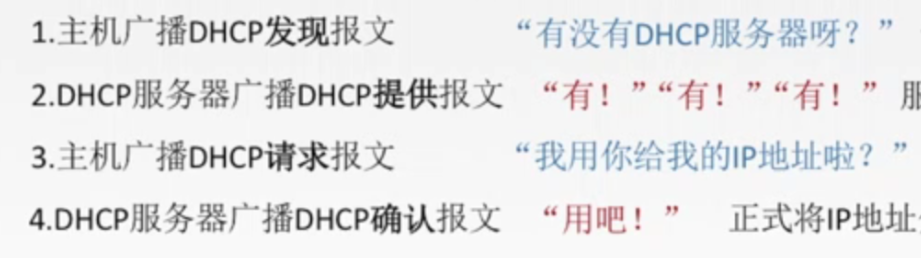 1.主机广播DHCP发现报文 “有没有DHCP服务器呀？”
2.DHCP服务器广播DHCP提供报文 “有！”“有！”“有！” 服
3.主机广播DHCP请求报文 “我用你给我的IP地址啦？”
4.DHCP服务器广播DHCP确认报文 “用吧！” 正式将IP地址